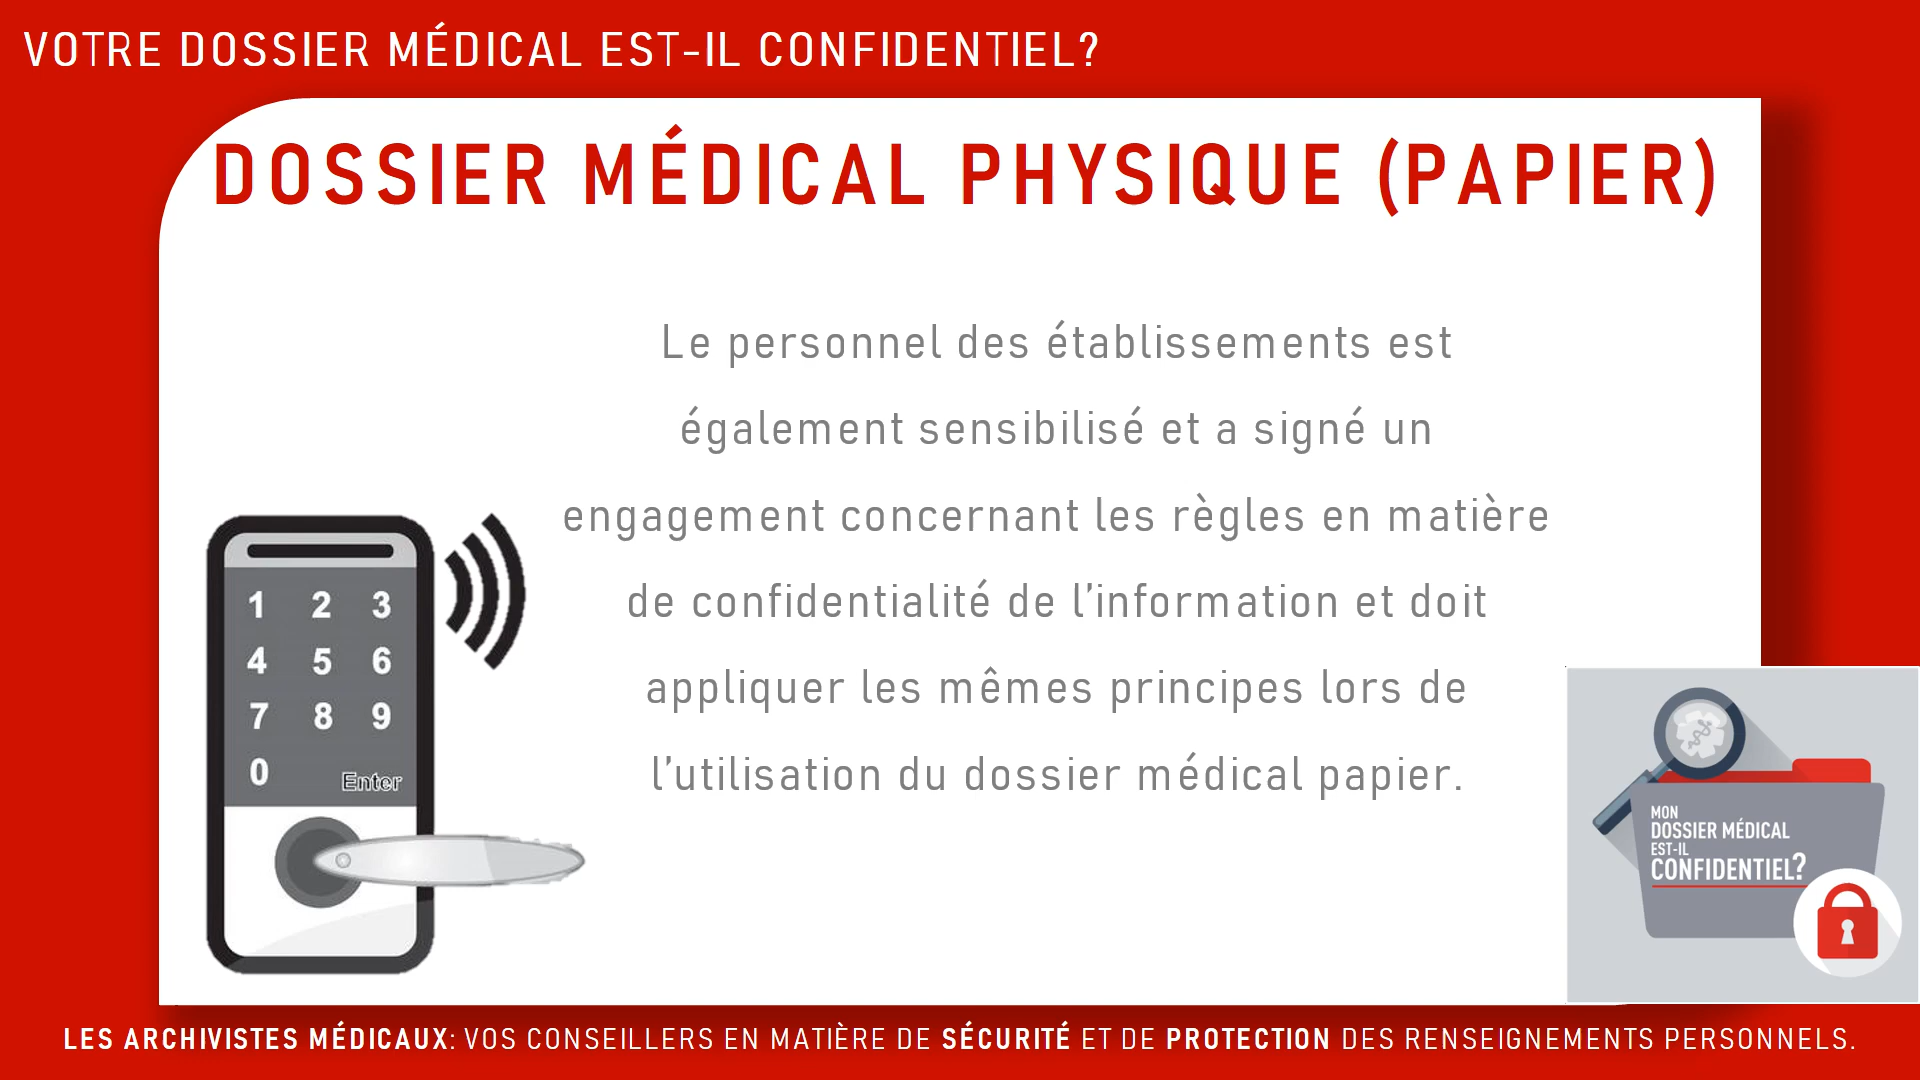 VOTRE DOSSIER MÉDICAL EST-IL CONFIDENTIEL?
DOSSIER MÉDICAL PHYSIQUE (PAPIER)
Le personnel des établissements est
également sensibilisé et a signé un
engagement concernant les règles en matière
de confidentialité de l'information et doit
appliquer les mêmes principes lors de
l'utilisation du dossier médical papier.
1 2 3
4 5 6
7 8 9
0 Enter
MON
DOSSIER MÉDICAL
EST-IL
CONFIDENTIEL?
LES ARCHIVISTES MÉDICAUX: VOS CONSEILLERS EN MATIÈRE DE SÉCURITÉ ET DE PROTECTION DES RENSEIGNEMENTS PERSONNELS.